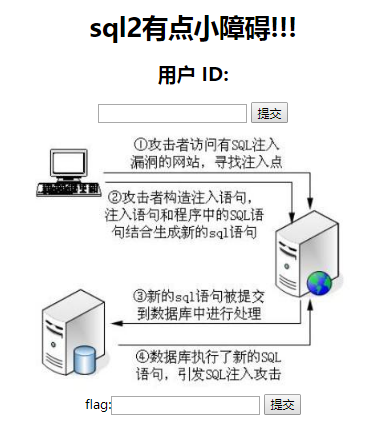 sql2有点小障碍!!!
用户 ID:
提交
①攻击者访问有SQL注入
漏洞的网站，寻找注入点
②攻击者构造注入语句，
注入语句和程序中的SQL语
句结合生成新的sql语句
③新的sql语句被提交
到数据库中进行处理
④数据库执行了新的SQL
语句，引发SQL注入攻击
flag: 提交